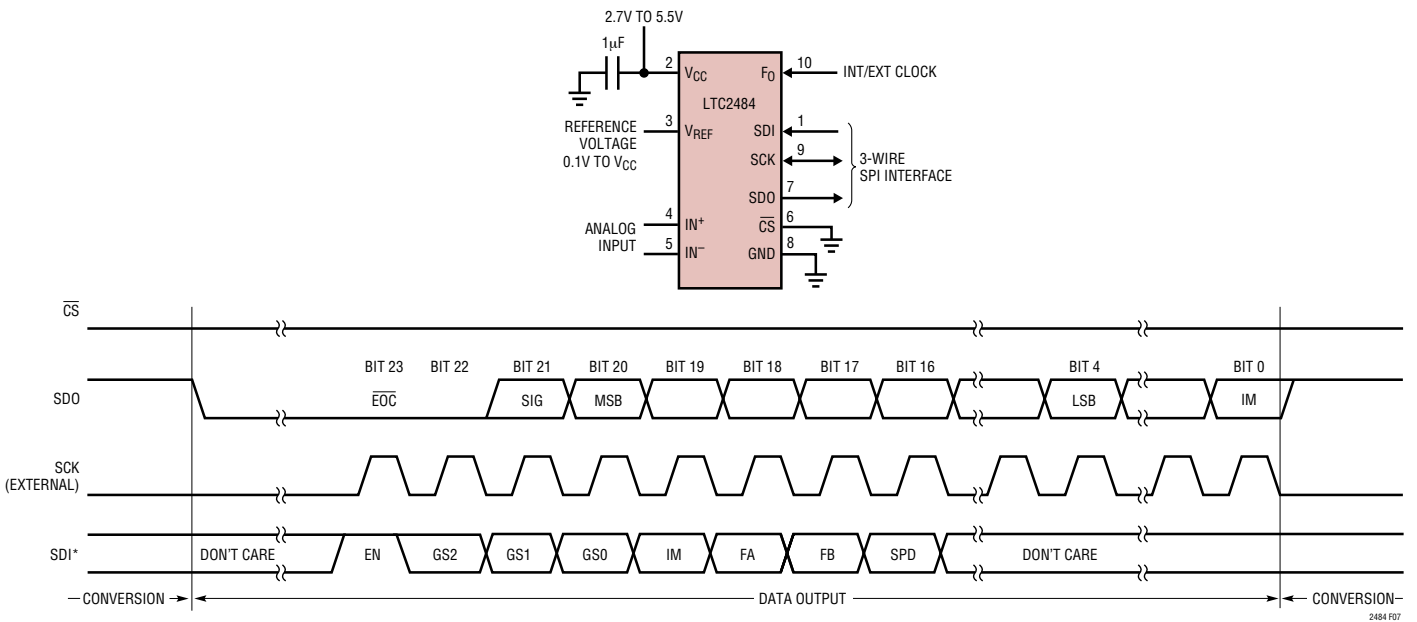 2.7V TO 5.5V
1µF
2 VCC
FO 10 INT/EXT CLOCK
LTC2484
REFERENCE
VOLTAGE
0.1V TO VCC
3 VREF
SDI 1
SCK 9
SDO 7
3-WIRE
SPI INTERFACE
ANALOG
INPUT
4 IN+
5 IN–
CS 6
GND 8
CS
BIT 23 BIT 22 BIT 21 BIT 20 BIT 19 BIT 18 BIT 17 BIT 16 BIT 4 BIT 0
SDO EOC SIG MSB LSB IM
SCK
(EXTERNAL)
SDI* DON'T CARE EN GS2 GS1 GS0 IM FA FB SPD DON'T CARE
CONVERSION DATA OUTPUT CONVERSION
2484 F07